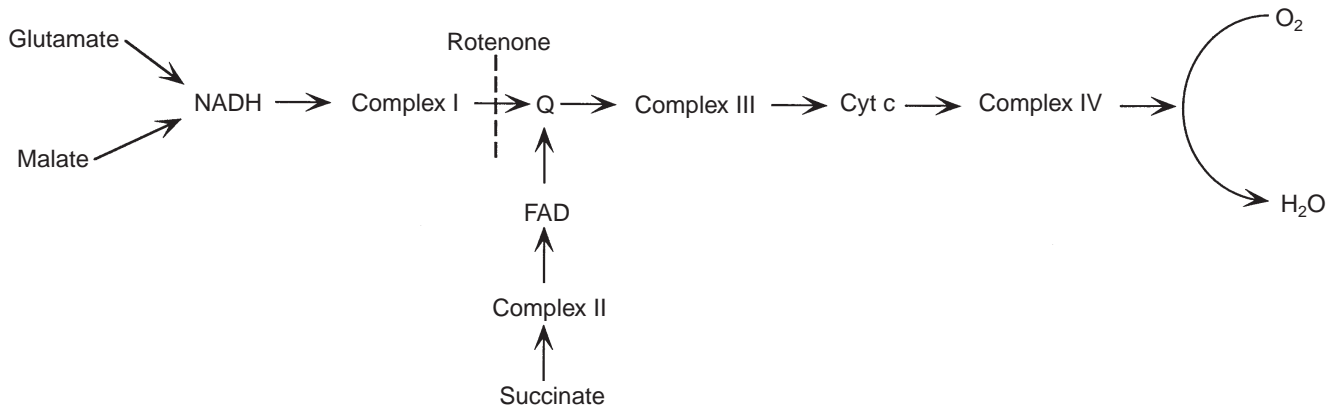 O₂
Glutamate
Rotenone
NADH
Complex I
Q
Complex III
Cyt c
Complex IV
Malate
FAD
H₂O
Complex II
Succinate